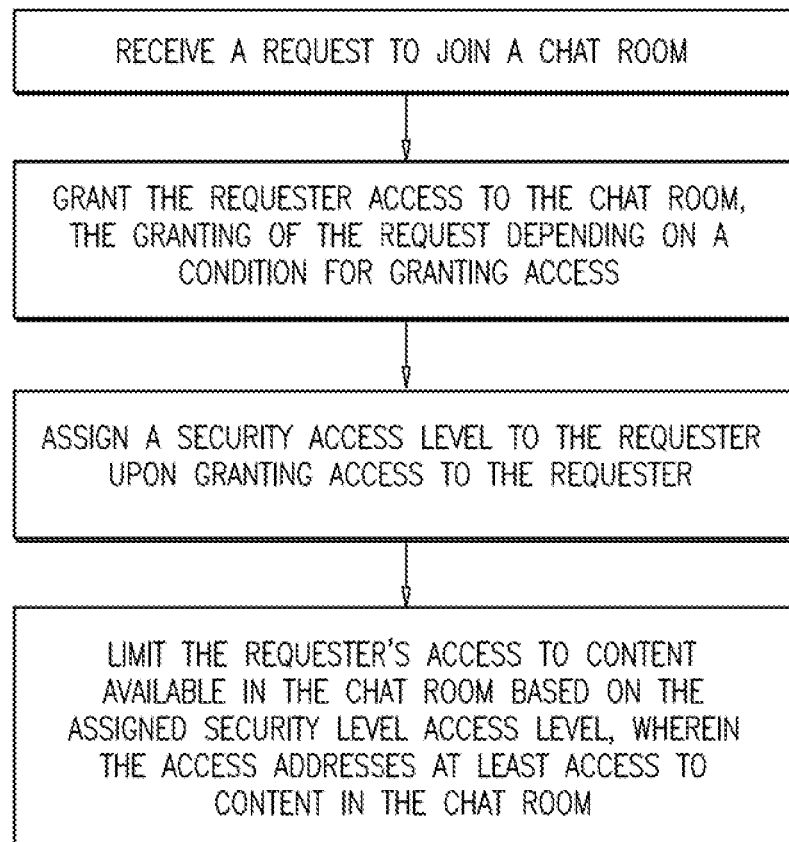 RECEIVE A REQUEST TO JOIN A CHAT ROOM
GRANT THE REQUESTER ACCESS TO THE CHAT ROOM,
THE GRANTING OF THE REQUEST DEPENDING ON A
CONDITION FOR GRANTING ACCESS
ASSIGN A SECURITY ACCESS LEVEL TO THE REQUESTER
UPON GRANTING ACCESS TO THE REQUESTER
LIMIT THE REQUESTER'S ACCESS TO CONTENT
AVAILABLE IN THE CHAT ROOM BASED ON THE
ASSIGNED SECURITY LEVEL ACCESS LEVEL, WHEREIN
THE ACCESS ADDRESSES AT LEAST ACCESS TO
CONTENT IN THE CHAT ROOM